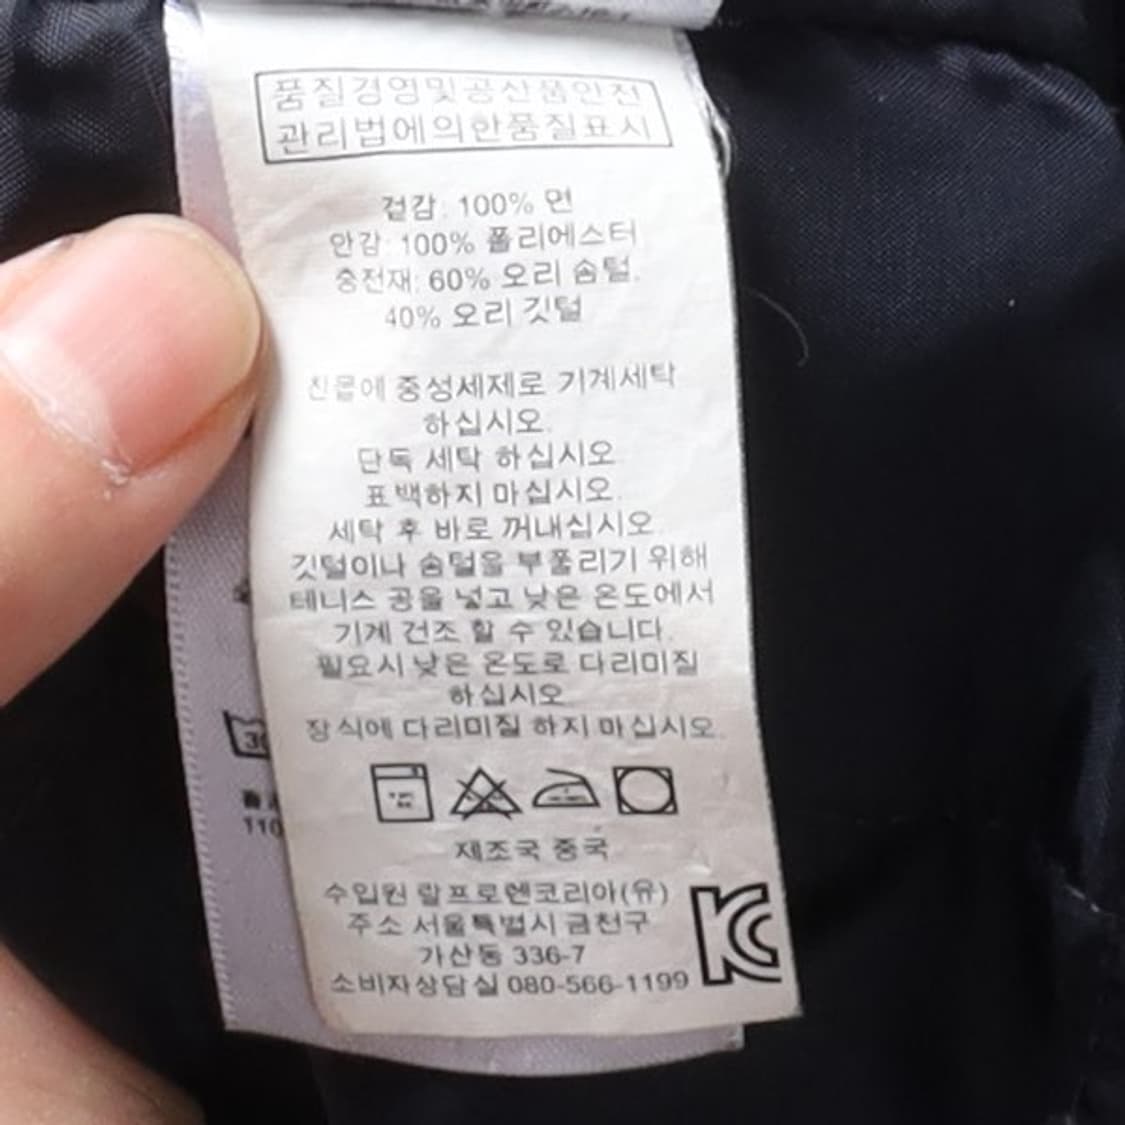 품질경영및공산품안전
관리법에의한품질표시
겉감: 100% 면
안감: 100% 폴리에스터
충전재: 60% 오리 솜털.
40% 오리 깃털
찬물에 중성세제로 기계세탁
하십시오.
단독 세탁 하십시오.
표백하지 마십시오.
세탁 후 바로 꺼내십시오.
깃털이나 솜털을 부풀리기 위해
테니스 공을 넣고 낮은 온도에서
기계 건조 할 수 있습니다.
필요시 낮은 온도로 다리미질
하십시오.
장식에 다리미질 하지 마십시오.
30
110
제조국 중국
수입원 랄프로렌코리아(유)
주소 서울특별시 금천구
가산동 336-7
소비자상담실 080-566-1199
KC